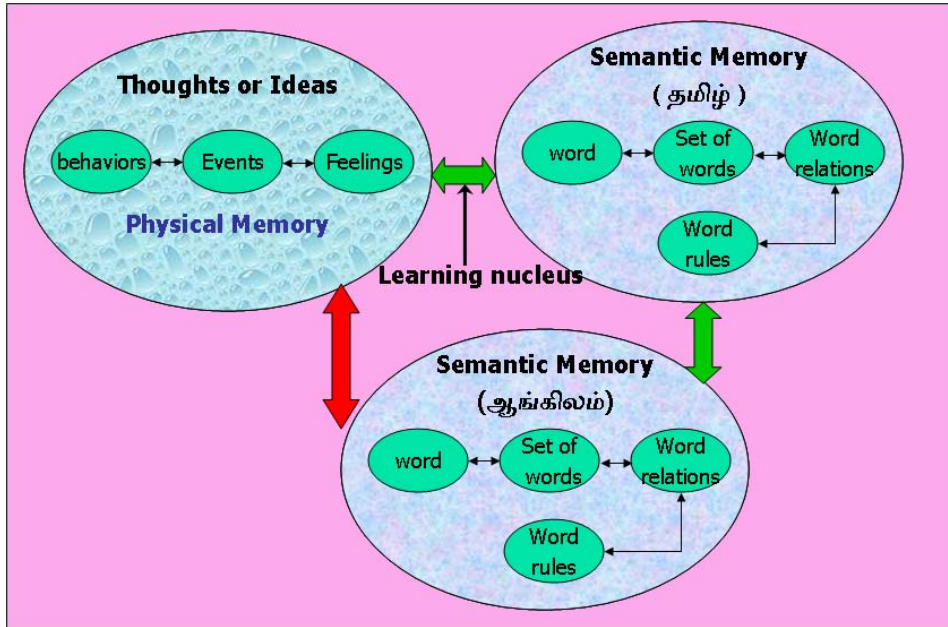 Thoughts or Ideas
behaviors
Events
Feelings
Physical Memory
Semantic Memory
( தமிழ் )
word
Set of
words
Word
relations
Word
rules
Learning nucleus
Semantic Memory
(ஆங்கிலம்)
word
Set of
words
Word
relations
Word
rules